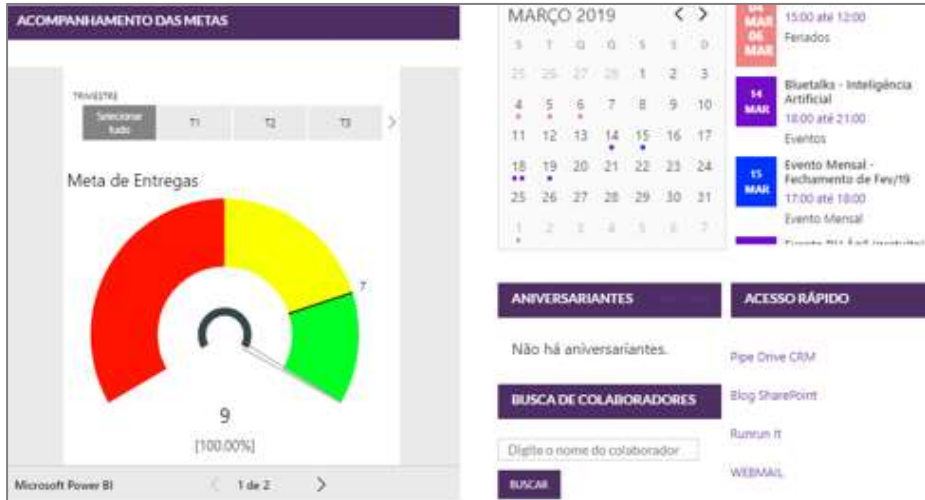 ACOMPANHAMENTO DAS METAS
TRIMESTRE
Selecionar
tudo
T1
T2
T3
Meta de Entregas
7
9
[100.00%]
Microsoft Power BI
1 de 2
MARÇO 2019
S T Q Q S S D
25 26 27 28 1 2 3
4 5 6 7 8 9 10
11 12 13 14 15 16 17
18 19 20 21 22 23 24
25 26 27 28 29 30 31
1 2 3 4 5 6 7
04
MAR
06
MAR
15:00 até 12:00
Feriados
14
MAR
Bluetalks - Inteligência
Artificial
18:00 até 21:00
Eventos
15
MAR
Evento Mensal -
Fechamento de Fev/19
17:00 até 18:00
Evento Mensal
ANIVERSARIANTES
Não há aniversariantes.
BUSCA DE COLABORADORES
Digite o nome do colaborador
BUSCAR
ACESSO RÁPIDO
Pipe Drive CRM
Blog SharePoint
Runrun It
WEBMAIL